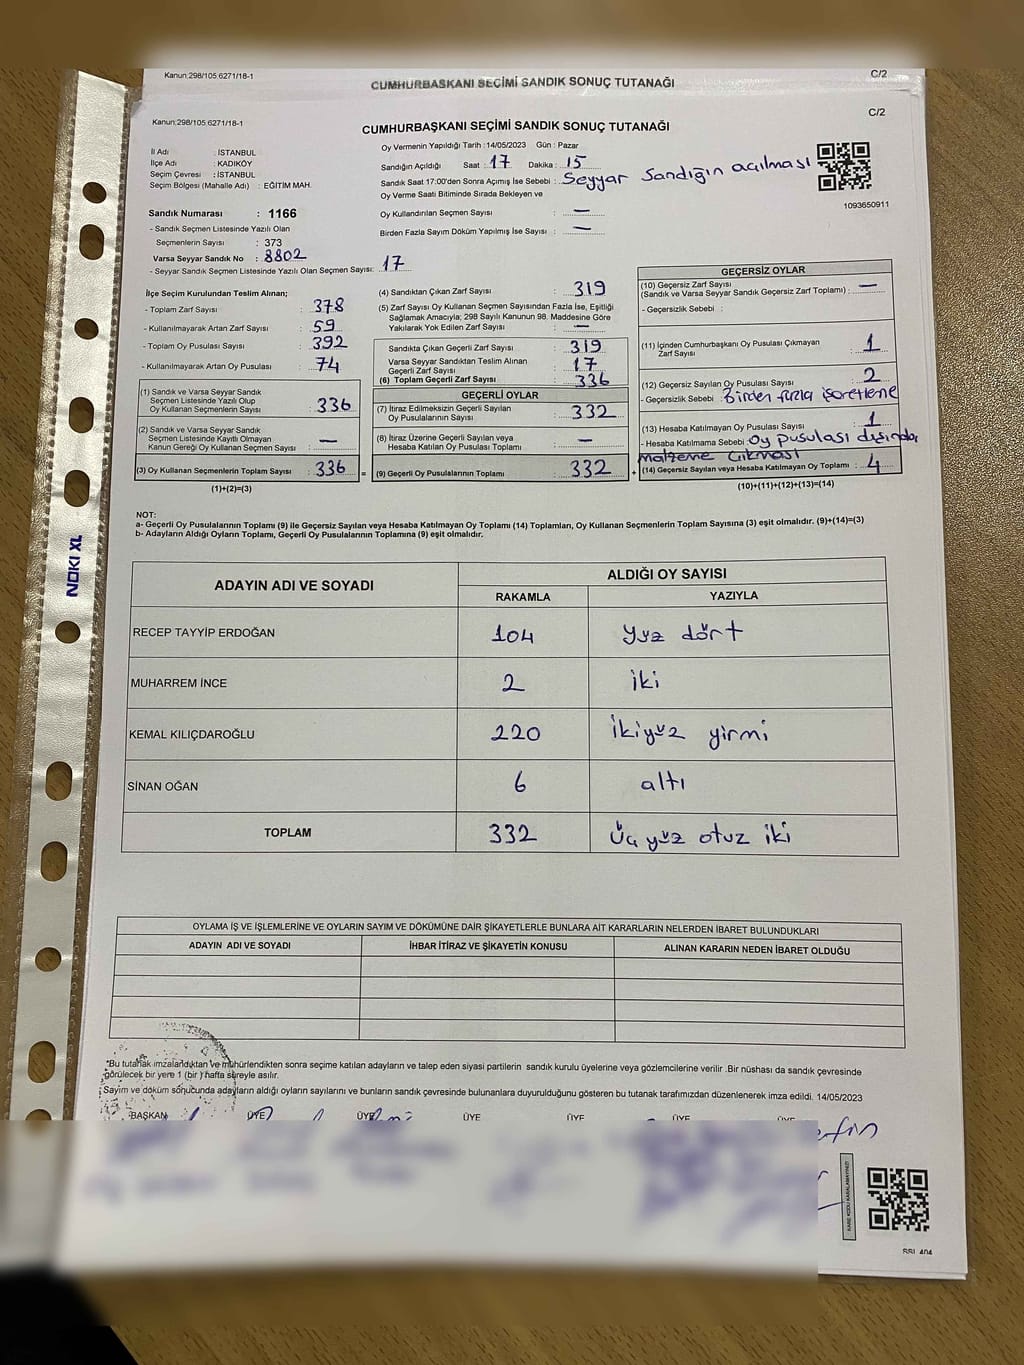 Kanun:298/105 6271/18-1
CUMHURBAŞKANI SEÇİMİ SANDIK SONUÇ TUTANAĞI
C/2
Kanun:298/105 6271/18-1
CUMHURBAŞKANI SEÇİMİ SANDIK SONUÇ TUTANAĞI
C/2
İl Adı : İSTANBUL
İlçe Adı : KADIKÖY
Seçim Çevresi : İSTANBUL
Seçim Bölgesi (Mahalle Adı) : EĞİTİM MAH.
Sandık Numarası : 1166
- Sandık Seçmen Listesinde Yazılı Olan
Seçmenlerin Sayısı : 373
Varsa Seyyar Sandık No : 8802
- Seyyar Sandık Seçmen Listesinde Yazılı Olan Seçmen Sayısı: 17
Oy Vermenin Yapıldığı Tarih : 14/05/2023 Gün : Pazar
Sandığın Açıldığı Saat : 17 Dakika : 15
Sandık Saat 17:00'den Sonra Açımış İse Sebebi : Seyyar Sandığın açılması
Oy Verme Saati Bitiminde Sırada Bekleyen ve
Oy Kullandırılan Seçmen Sayısı : —
Birden Fazla Sayım Döküm Yapılmış İse Sayısı : —
1093650911
İlçe Seçim Kurulundan Teslim Alınan;
- Toplam Zarf Sayısı : 378
- Kullanılmayarak Artan Zarf Sayısı : 59
- Toplam Oy Pusulası Sayısı : 392
- Kullanılmayarak Artan Oy Pusulası : 74
(1) Sandık ve Varsa Seyyar Sandık
Seçmen Listesinde Yazılı Olup
Oy Kullanan Seçmenlerin Sayısı : 336
(2) Sandık ve Varsa Seyyar Sandık
Seçmen Listesinde Kayıtlı Olmayan
Kanun Gereği Oy Kullanan Seçmen Sayısı : —
(3) Oy Kullanan Seçmenlerin Toplam Sayısı : 336 =
(1)+(2)=(3)
(4) Sandıktan Çıkan Zarf Sayısı : 319
(5) Zarf Sayısı Oy Kullanan Seçmen Sayısından Fazla İse, Eşitliği
Sağlamak Amacıyla; 298 Sayılı Kanunun 98. Maddesine Göre
Yakılarak Yok Edilen Zarf Sayısı : —
Sandıkta Çıkan Geçerli Zarf Sayısı : 319
Varsa Seyyar Sandıktan Teslim Alınan
Geçerli Zarf Sayısı : 17
(6) Toplam Geçerli Zarf Sayısı : 336
GEÇERLİ OYLAR
(7) İtiraz Edilmeksizin Geçerli Sayılan
Oy Pusulalarının Sayısı : 332
(8) İtiraz Üzerine Geçerli Sayılan veya
Hesaba Katılan Oy Pusulası Toplamı : —
(9) Geçerli Oy Pusulalarının Toplamı : 332 +
GEÇERSİZ OYLAR
(10) Geçersiz Zarf Sayısı
(Sandık ve Varsa Seyyar Sandık Geçersiz Zarf Toplamı) : —
- Geçersizlik Sebebi :
(11) İçinden Cumhurbaşkanı Oy Pusulası Çıkmayan
Zarf Sayısı : 1
(12) Geçersiz Sayılan Oy Pusulası Sayısı : 2
- Geçersizlik Sebebi : Birden fazla işaretleme
(13) Hesaba Katılmayan Oy Pusulası Sayısı : 1
- Hesaba Katılmama Sebebi : Oy pusulası dışında
malzeme çıkması
(14) Geçersiz Sayılan veya Hesaba Katılmayan Oy Toplamı : 4
(10)+(11)+(12)+(13)=(14)
NOT:
a- Geçerli Oy Pusulalarının Toplamı (9) ile Geçersiz Sayılan veya Hesaba Katılmayan Oy Toplamı (14) Toplamları, Oy Kullanan Seçmenlerin Toplam Sayısına (3) eşit olmalıdır. (9)+(14)=(3)
b- Adayların Aldığı Oyların Toplamı, Geçerli Oy Pusulalarının Toplamına (9) eşit olmalıdır.
NOKI XL
ADAYIN ADI VE SOYADI
ALDIĞI OY SAYISI
RAKAMLA YAZIYLA
RECEP TAYYİP ERDOĞAN 104 Yüz dört
MUHARREM İNCE 2 iki
KEMAL KILIÇDAROĞLU 220 ikiyüz yirmi
SİNAN OĞAN 6 altı
TOPLAM 332 Üç yüz otuz iki
OYLAMA İŞ VE İŞLEMLERİNE VE OYLARIN SAYIM VE DÖKÜMÜNE DAİR ŞİKAYETLERLE BUNLARA AİT KARARLARIN NELERDEN İBARET BULUNDUKLARI
ADAYIN ADI VE SOYADI İHBAR İTİRAZ VE ŞİKAYETİN KONUSU ALINAN KARARIN NEDEN İBARET OLDUĞU
*Bu tutanak imzalandıktan ve mühürlendikten sonra seçime katılan adayların ve talep eden siyasi partilerin sandık kurulu üyelerine veya gözlemcilerine verilir .Bir nüshası da sandık çevresinde
görülecek bir yere 1 (bir ) hafta süreyle asılır.
Sayım ve döküm sonucunda adayların aldığı oyların sayılarını ve bunların sandık çevresinde bulunanlara duyurulduğunu gösteren bu tutanak tarafımızdan düzenlenerek imza edildi. 14/05/2023
BAŞKAN ÜYE ÜYE ÜYE ÜYE ÜYE ÜYE